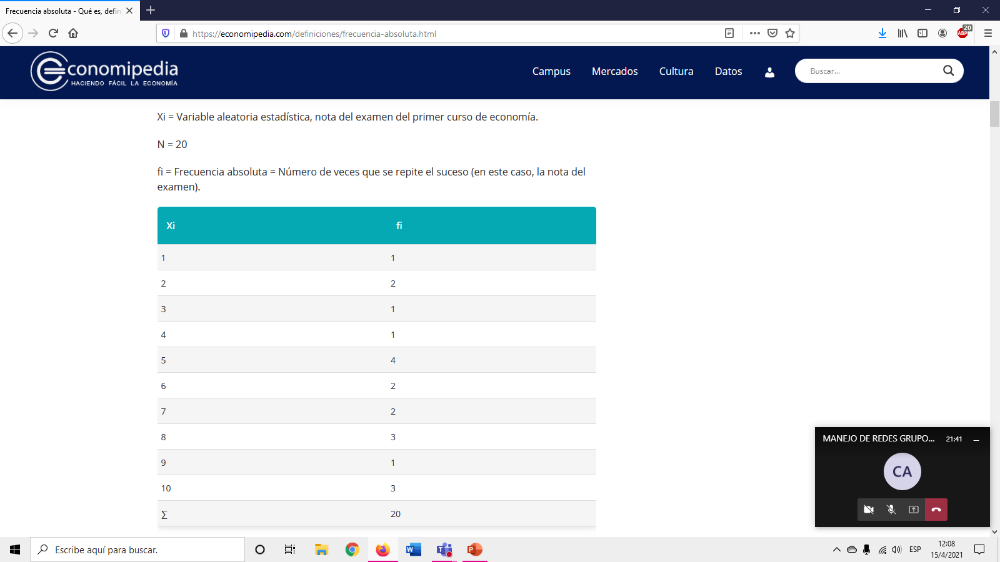 Frecuencia absoluta - Qué es, defin
https://economipedia.com/definiciones/frecuencia-absoluta.html
ABP
20
conomipedia
HACIENDO FÁCIL LA ECONOMÍA
Campus
Mercados
Cultura
Datos
Buscar...
Xi = Variable aleatoria estadística, nota del examen del primer curso de economía.
N = 20
fi = Frecuencia absoluta = Número de veces que se repite el suceso (en este caso, la nota del
examen).
Xi fi
1 1
2 2
3 1
4 1
5 4
6 2
7 2
8 3
9 1
10 3
∑ 20
MANEJO DE REDES GRUPO... 21:41
CA
Escribe aquí para buscar.
ESP
12:08
15/4/2021